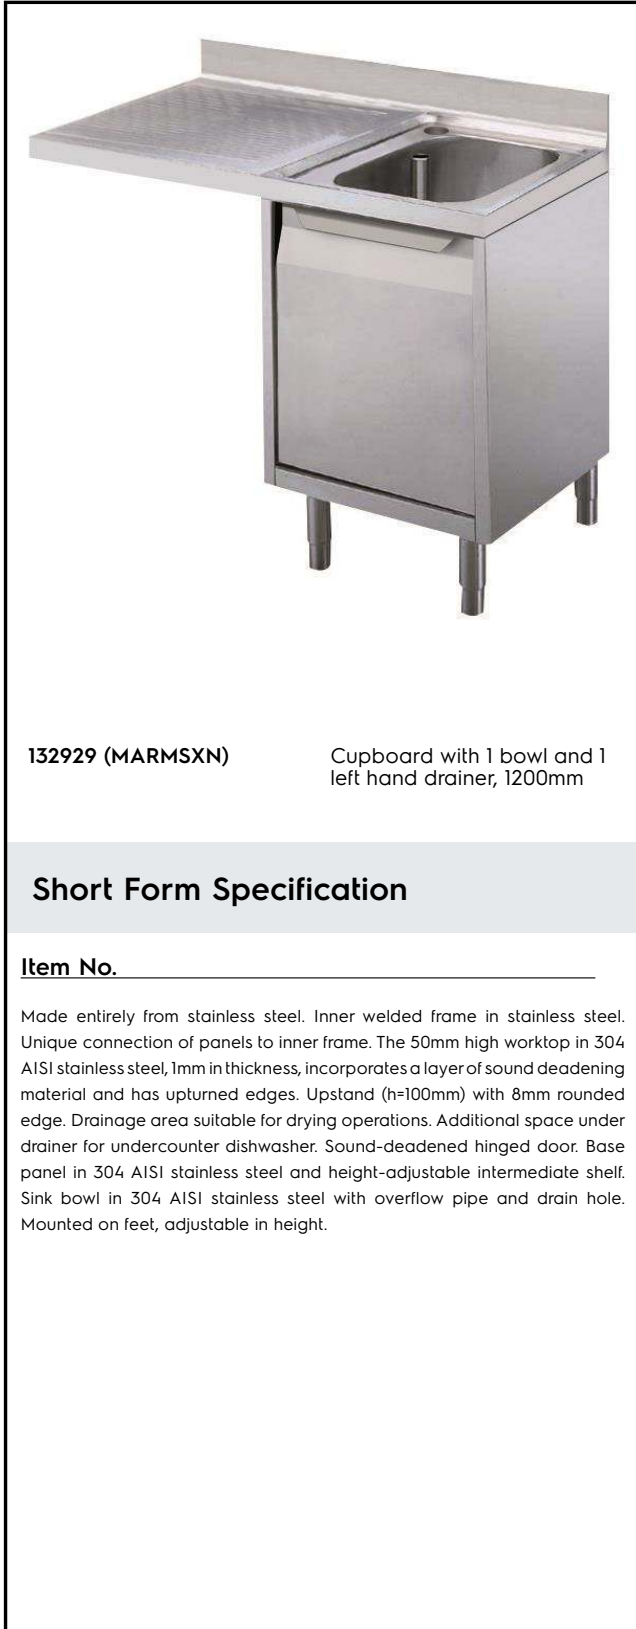 132929 (MARMSXN)
Cupboard with 1 bowl and 1
left hand drainer, 1200mm
Short Form Specification
Item No.
Made entirely from stainless steel. Inner welded frame in stainless steel.
Unique connection of panels to inner frame. The 50mm high worktop in 304
AISI stainless steel, 1mm in thickness, incorporates a layer of sound deadening
material and has upturned edges. Upstand (h=100mm) with 8mm rounded
edge. Drainage area suitable for drying operations. Additional space under
drainer for undercounter dishwasher. Sound-deadened hinged door. Base
panel in 304 AISI stainless steel and height-adjustable intermediate shelf.
Sink bowl in 304 AISI stainless steel with overflow pipe and drain hole.
Mounted on feet, adjustable in height.